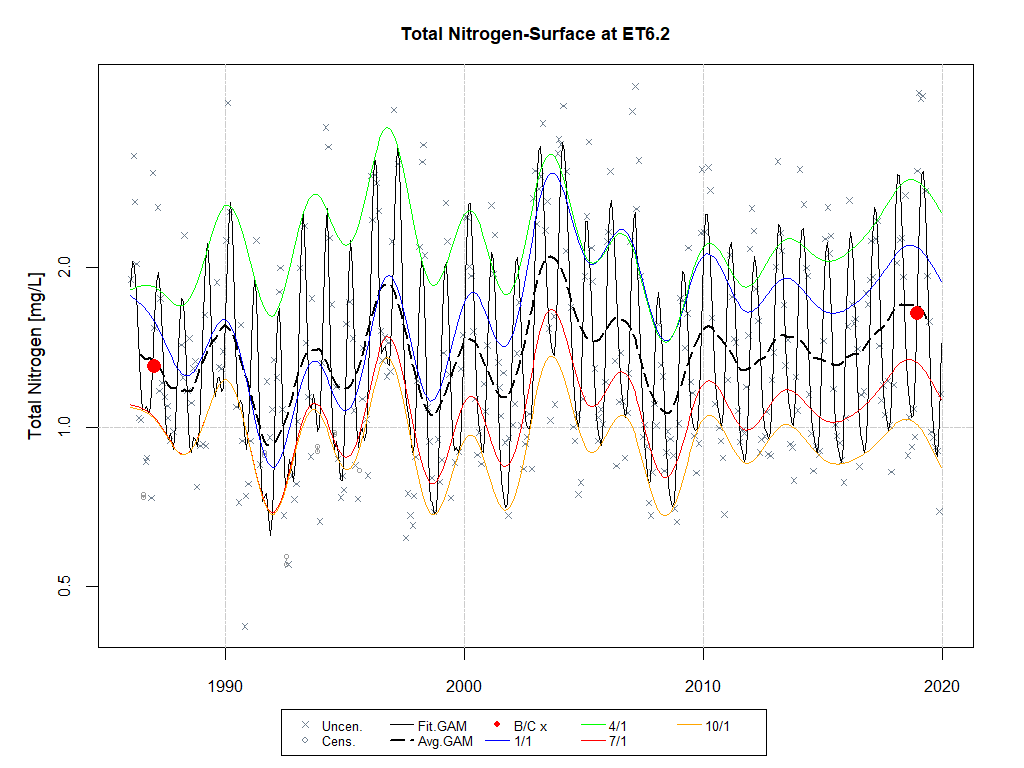 Total Nitrogen-Surface at ET6.2
Total Nitrogen [mg/L]
2.0
1.0
0.5
1990 2000 2010 2020
Uncen. Fit.GAM B/C x 4/1 10/1
Cens. Avg.GAM 1/1 7/1